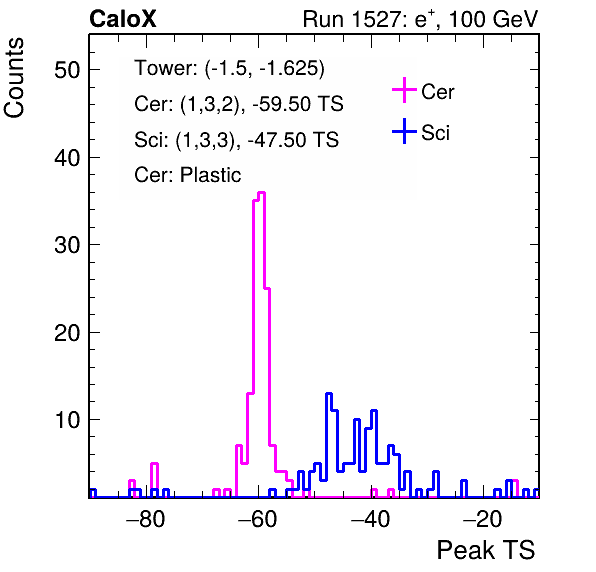 CaloX Run 1527: e⁺, 100 GeV
Counts
50
40
30
20
10
Tower: (-1.5, -1.625)
Cer: (1,3,2), -59.50 TS
Sci: (1,3,3), -47.50 TS
Cer: Plastic
Cer
Sci
−80 −60 −40 −20
Peak TS